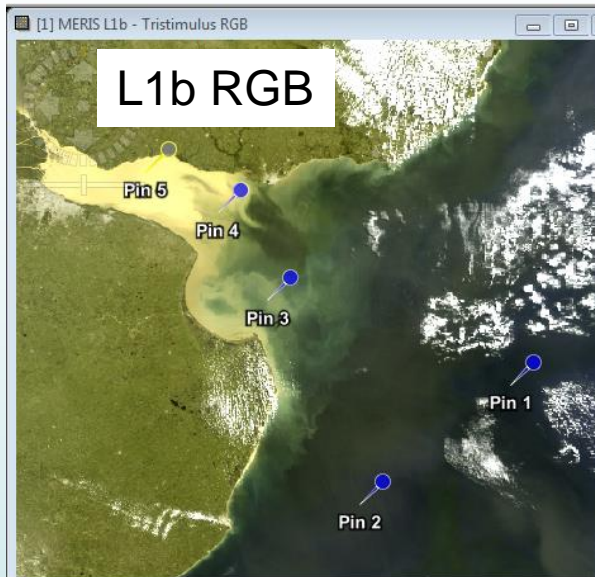 [1] MERIS L1b - Tristimulus RGB
L1b RGB
Pin 5
Pin 4
Pin 3
Pin 1
Pin 2